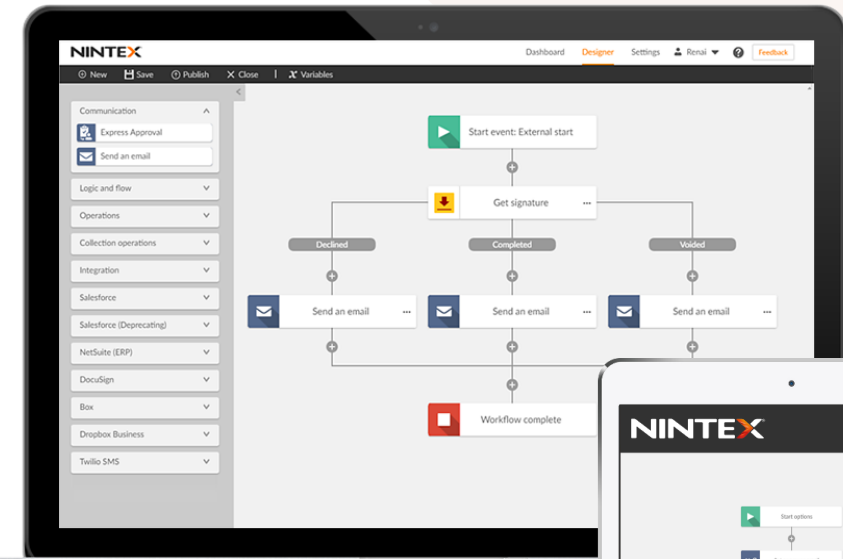 NINTEX
Dashboard Designer Settings Renai ? Feedback
New Save Publish X Close | x Variables
Communication
Express Approval
Send an email
Logic and flow
Operations
Collection operations
Integration
Salesforce
Salesforce (Deprecating)
NetSuite (ERP)
DocuSign
Box
Dropbox Business
Twilio SMS
Start event: External start
Get signature
Declined Completed Voided
Send an email Send an email Send an email
Workflow complete
NINTEX
Start options